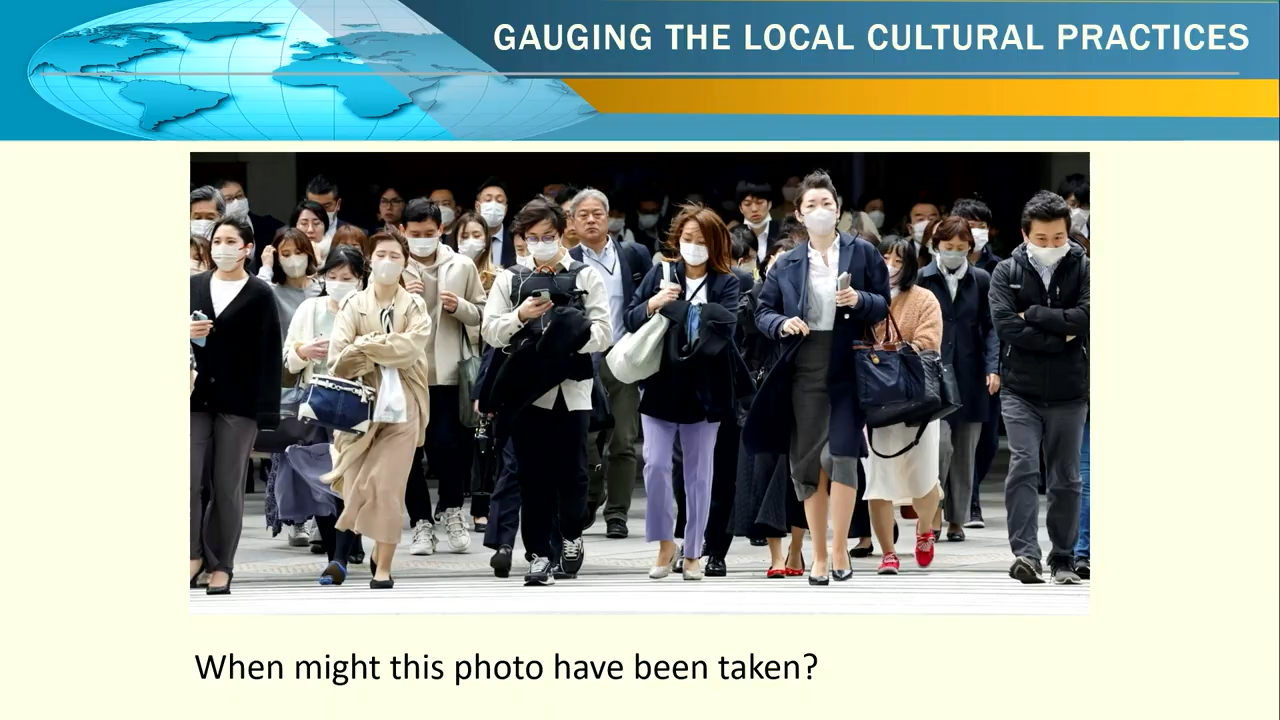 GAUGING THE LOCAL CULTURAL PRACTICES
When might this photo have been taken?